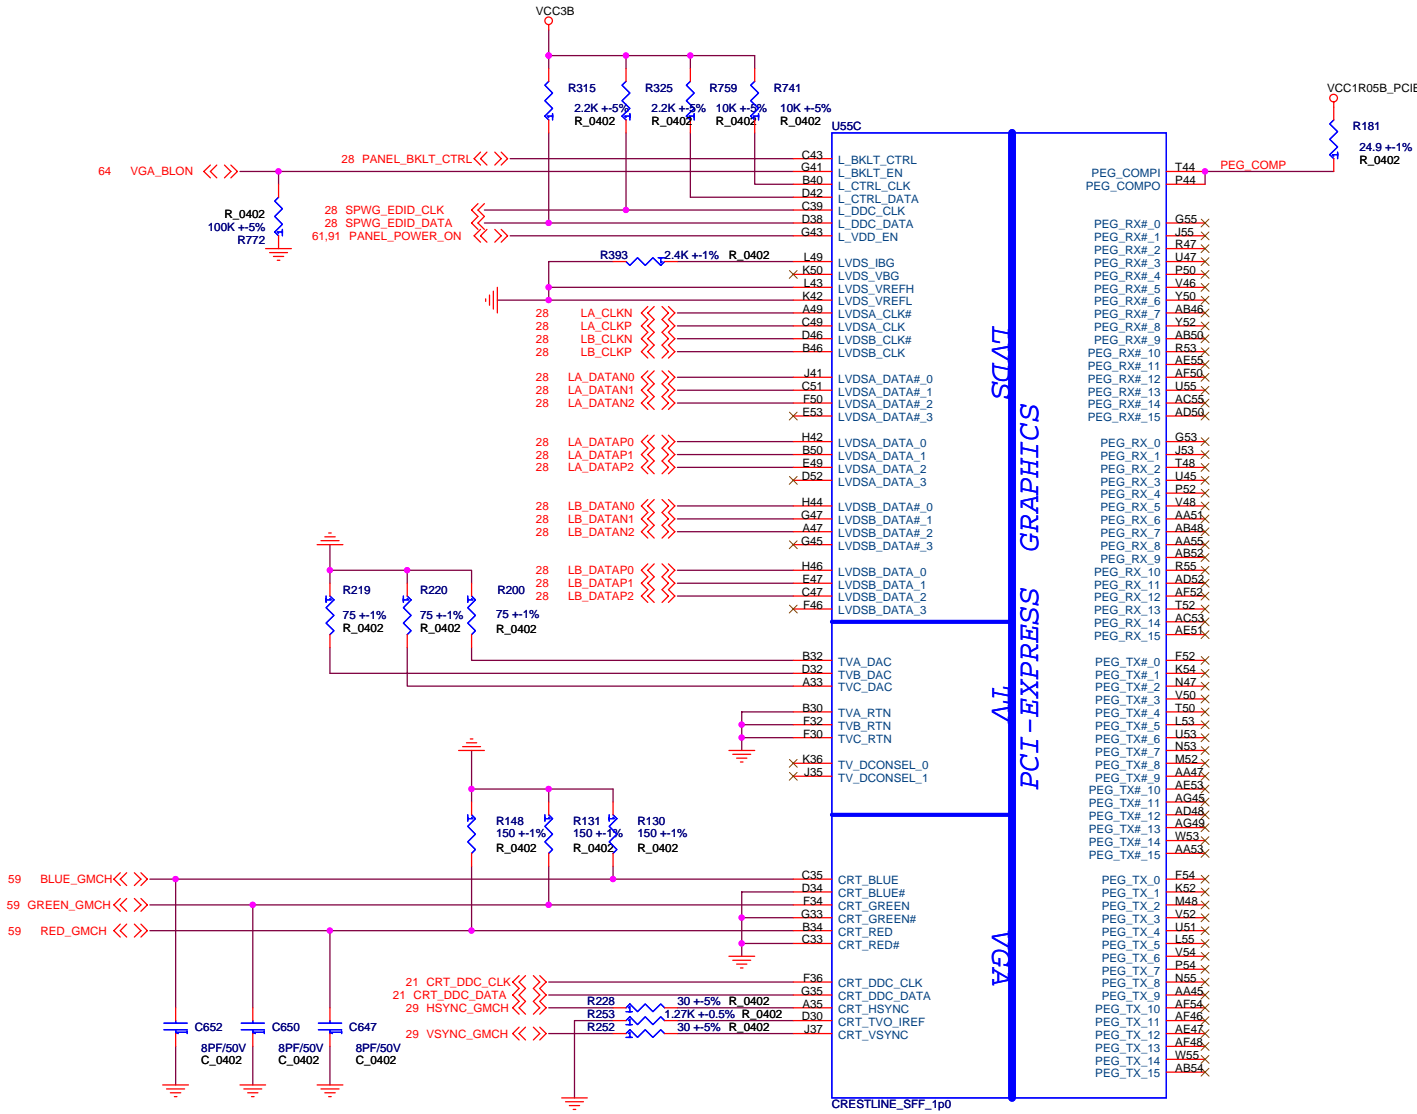 VCC3B
R315
2.2K +-5%
R_0402
R325
2.2K +-5%
R_0402
R759
10K +-5%
R_0402
R741
10K +-5%
R_0402
VCC1R05B_PCIE
R181
24.9 +-1%
R_0402
PEG_COMP
U55C
64 VGA_BLON
R_0402
100K +-5%
R772
28 PANEL_BKLT_CTRL
28 SPWG_EDID_CLK
28 SPWG_EDID_DATA
61,91 PANEL_POWER_ON
R393 2.4K +-1% R_0402
28 LA_CLKN
28 LA_CLKP
28 LB_CLKN
28 LB_CLKP
28 LA_DATAN0
28 LA_DATAN1
28 LA_DATAN2
28 LA_DATAP0
28 LA_DATAP1
28 LA_DATAP2
28 LB_DATAN0
28 LB_DATAN1
28 LB_DATAN2
28 LB_DATAP0
28 LB_DATAP1
28 LB_DATAP2
R219
75 +-1%
R_0402
R220
75 +-1%
R_0402
R200
75 +-1%
R_0402
R148
150 +-1%
R_0402
R131
150 +-1%
R_0402
R130
150 +-1%
R_0402
59 BLUE_GMCH
59 GREEN_GMCH
59 RED_GMCH
C652
8PF/50V
C_0402
C650
8PF/50V
C_0402
C647
8PF/50V
C_0402
21 CRT_DDC_CLK
21 CRT_DDC_DATA
29 HSYNC_GMCH
29 VSYNC_GMCH
R228 30 +-5% R_0402
R253 1.27K +-0.5% R_0402
R252 30 +-5% R_0402
C43 L_BKLT_CTRL
G41 L_BKLT_EN
B40 L_CTRL_CLK
D42 L_CTRL_DATA
C39 L_DDC_CLK
D38 L_DDC_DATA
G43 L_VDD_EN
L49 LVDS_IBG
K50 LVDS_VBG
L43 LVDS_VREFH
K42 LVDS_VREFL
A49 LVDSA_CLK#
C49 LVDSA_CLK
D46 LVDSB_CLK#
B46 LVDSB_CLK
J41 LVDSA_DATA#_0
C51 LVDSA_DATA#_1
F50 LVDSA_DATA#_2
E53 LVDSA_DATA#_3
H42 LVDSA_DATA_0
B50 LVDSA_DATA_1
E49 LVDSA_DATA_2
D52 LVDSA_DATA_3
H44 LVDSB_DATA#_0
G47 LVDSB_DATA#_1
A47 LVDSB_DATA#_2
G45 LVDSB_DATA#_3
H46 LVDSB_DATA_0
E47 LVDSB_DATA_1
C47 LVDSB_DATA_2
F46 LVDSB_DATA_3
B32 TVA_DAC
D32 TVB_DAC
A33 TVC_DAC
B30 TVA_RTN
F32 TVB_RTN
F30 TVC_RTN
K36 TV_DCONSEL_0
J35 TV_DCONSEL_1
C35 CRT_BLUE
D34 CRT_BLUE#
F34 CRT_GREEN
G33 CRT_GREEN#
B34 CRT_RED
C33 CRT_RED#
F36 CRT_DDC_CLK
G35 CRT_DDC_DATA
A35 CRT_HSYNC
D30 CRT_TVO_IREF
J37 CRT_VSYNC
LVDS
TV
VGA
PCI-EXPRESS GRAPHICS
PEG_COMPI T44
PEG_COMPO P44
PEG_RX#_0 G55
PEG_RX#_1 J55
PEG_RX#_2 R47
PEG_RX#_3 U47
PEG_RX#_4 P50
PEG_RX#_5 V46
PEG_RX#_6 Y50
PEG_RX#_7 AB46
PEG_RX#_8 Y52
PEG_RX#_9 AB50
PEG_RX#_10 R53
PEG_RX#_11 AE55
PEG_RX#_12 AF50
PEG_RX#_13 U55
PEG_RX#_14 AC55
PEG_RX#_15 AD50
PEG_RX_0 G53
PEG_RX_1 J53
PEG_RX_2 T48
PEG_RX_3 U45
PEG_RX_4 P52
PEG_RX_5 V48
PEG_RX_6 AA51
PEG_RX_7 AB48
PEG_RX_8 AA55
PEG_RX_9 AB52
PEG_RX_10 R55
PEG_RX_11 AD52
PEG_RX_12 AF52
PEG_RX_13 T52
PEG_RX_14 AC53
PEG_RX_15 AE51
PEG_TX#_0 F52
PEG_TX#_1 K54
PEG_TX#_2 N47
PEG_TX#_3 V50
PEG_TX#_4 T50
PEG_TX#_5 L53
PEG_TX#_6 U53
PEG_TX#_7 N53
PEG_TX#_8 M52
PEG_TX#_9 AA47
PEG_TX#_10 AE53
PEG_TX#_11 AG45
PEG_TX#_12 AD48
PEG_TX#_13 AG49
PEG_TX#_14 W53
PEG_TX#_15 AA53
PEG_TX_0 F54
PEG_TX_1 K52
PEG_TX_2 M48
PEG_TX_3 V52
PEG_TX_4 U51
PEG_TX_5 L55
PEG_TX_6 V54
PEG_TX_7 P54
PEG_TX_8 N55
PEG_TX_9 AA45
PEG_TX_10 AF54
PEG_TX_11 AF46
PEG_TX_12 AE47
PEG_TX_13 AF48
PEG_TX_14 W55
PEG_TX_15 AB54
CRESTLINE_SFF_1p0